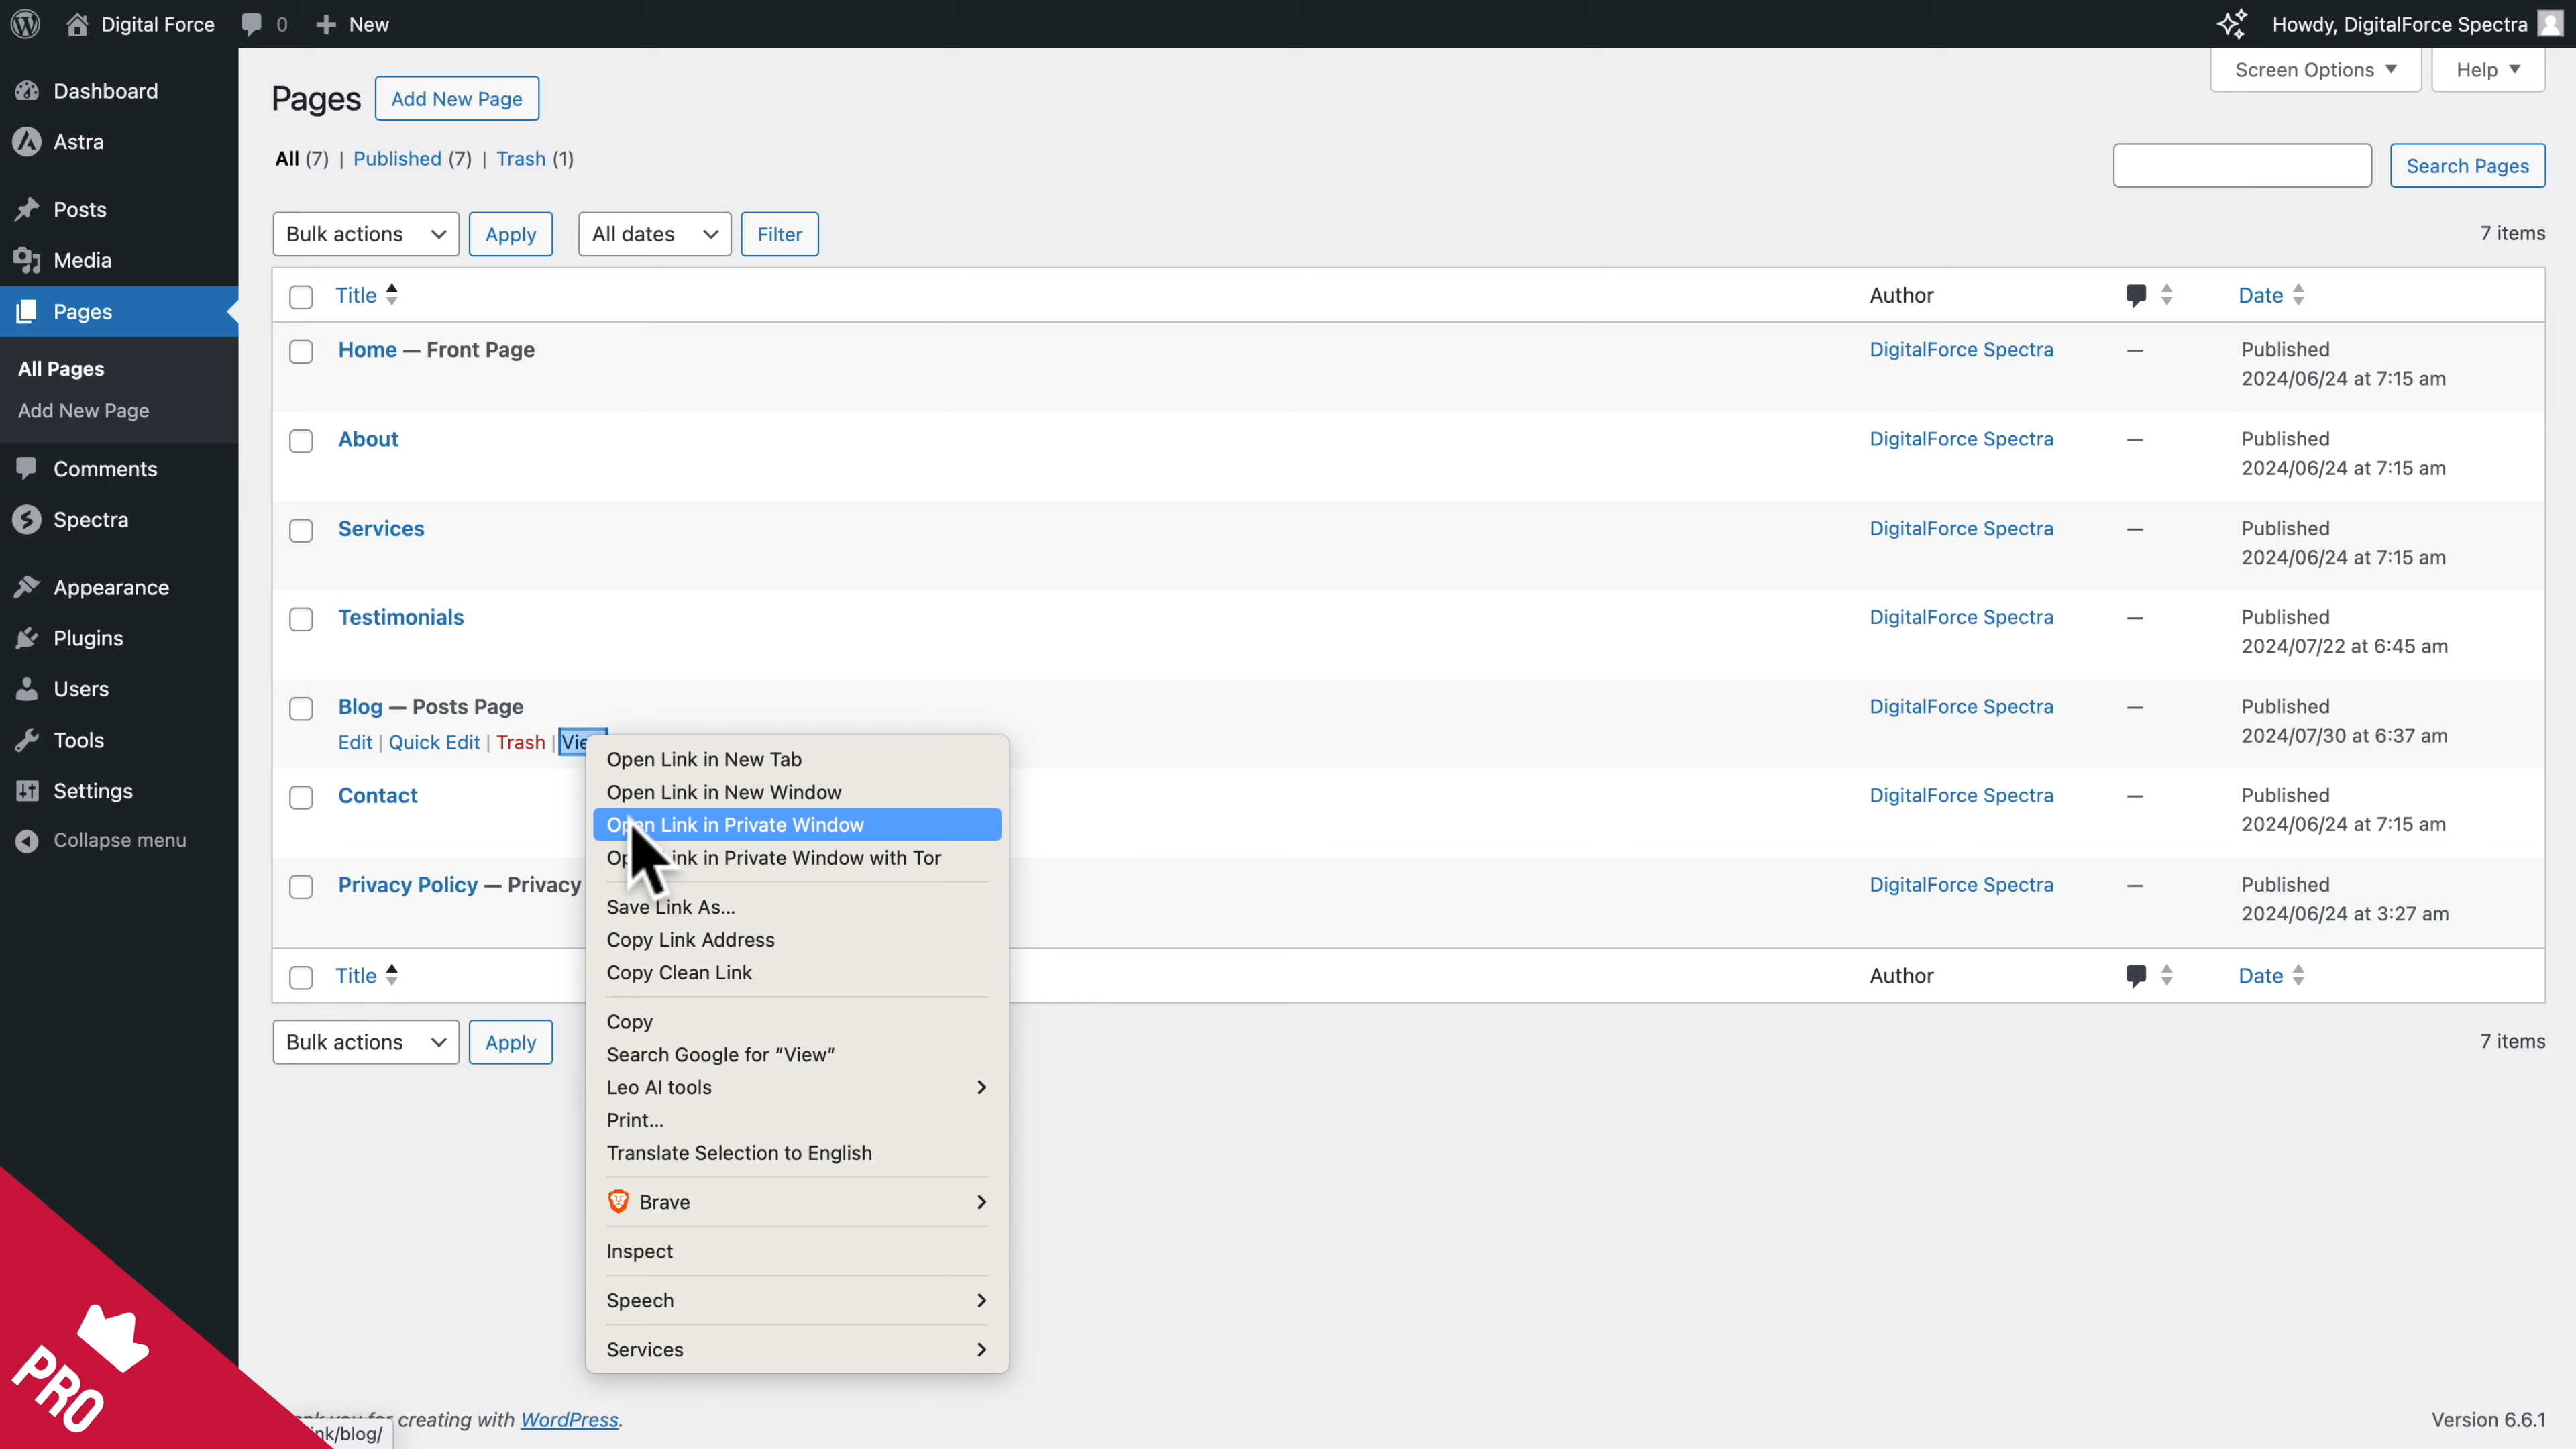 Digital Force 0 New Howdy, DigitalForce Spectra
Dashboard
Astra
Posts
Media
Pages
All Pages
Add New Page
Comments
Spectra
Appearance
Plugins
Users
Tools
Settings
Collapse menu
PRO
Screen Options Help
Pages Add New Page
All (7) | Published (7) | Trash (1)
Search Pages
Bulk actions Apply All dates Filter 7 items
Title Author Date
Home — Front Page DigitalForce Spectra — Published
2024/06/24 at 7:15 am
About DigitalForce Spectra — Published
2024/06/24 at 7:15 am
Services DigitalForce Spectra — Published
2024/06/24 at 7:15 am
Testimonials DigitalForce Spectra — Published
2024/07/22 at 6:45 am
Blog — Posts Page DigitalForce Spectra — Published
Edit | Quick Edit | Trash | 2024/07/30 at 6:37 am
Contact DigitalForce Spectra — Published
2024/06/24 at 7:15 am
Privacy Policy — Privacy DigitalForce Spectra — Published
2024/06/24 at 3:27 am
Title Author Date
Bulk actions Apply 7 items
Open Link in New Tab
Open Link in New Window
Open Link in Private Window
Open Link in Private Window with Tor
Save Link As...
Copy Link Address
Copy Clean Link
Copy
Search Google for “View”
Leo AI tools
Print...
Translate Selection to English
Brave
Inspect
Speech
Services
creating with WordPress.
/blog/
Version 6.6.1